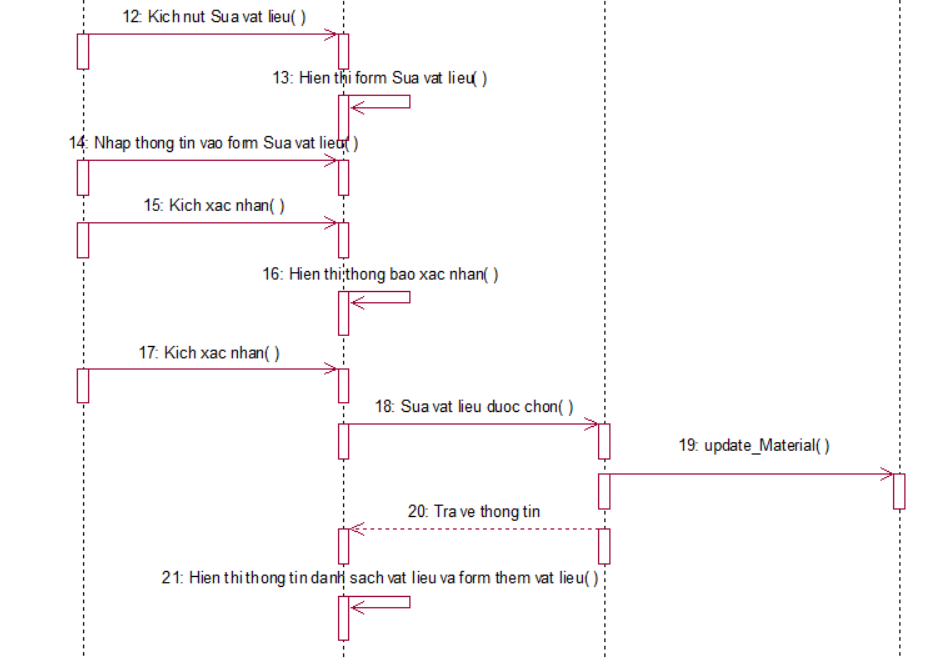 12: Kich nut Sua vat lieu( )
13: Hien thi form Sua vat lieu( )
14: Nhap thong tin vao form Sua vat lieu( )
15: Kich xac nhan( )
16: Hien thi thong bao xac nhan( )
17: Kich xac nhan( )
18: Sua vat lieu duoc chon( )
19: update_Material( )
20: Tra ve thong tin
21: Hien thi thong tin danh sach vat lieu va form them vat lieu( )